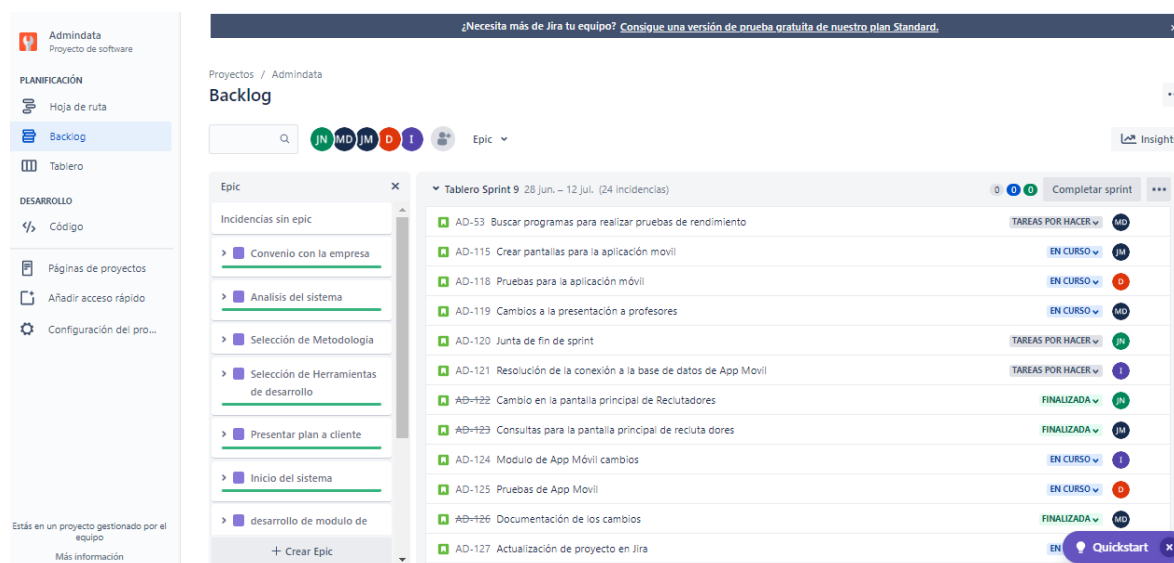 ¿Necesita más de Jira tu equipo? Consigue una versión de prueba gratuita de nuestro plan Standard.
Admindata
Proyecto de software
PLANIFICACIÓN
Hoja de ruta
Backlog
Tablero
DESARROLLO
Código
Páginas de proyectos
Añadir acceso rápido
Configuración del pro...
Estás en un proyecto gestionado por el
equipo
Más información
Proyectos / Admindata
Backlog
JN MD JM D I
Epic
Insights
Epic
Incidencias sin epic
Convenio con la empresa
Analisis del sistema
Selección de Metodologia
Selección de Herramientas
de desarrollo
Presentar plan a cliente
Inicio del sistema
desarrollo de modulo de
+ Crear Epic
Tablero Sprint 9 28 jun. – 12 jul. (24 incidencias) 0 0 0 Completar sprint
AD-53 Buscar programas para realizar pruebas de rendimiento TAREAS POR HACER MD
AD-115 Crear pantallas para la aplicación movil EN CURSO JM
AD-118 Pruebas para la aplicación móvil EN CURSO D
AD-119 Cambios a la presentación a profesores EN CURSO MD
AD-120 Junta de fin de sprint TAREAS POR HACER JN
AD-121 Resolución de la conexión a la base de datos de App Movil TAREAS POR HACER I
AD-122 Cambio en la pantalla principal de Reclutadores FINALIZADA JN
AD-123 Consultas para la pantalla principal de recluta dores FINALIZADA JM
AD-124 Modulo de App Móvil cambios EN CURSO I
AD-125 Pruebas de App Movil EN CURSO D
AD-126 Documentación de los cambios FINALIZADA MD
AD-127 Actualización de proyecto en Jira EN
Quickstart